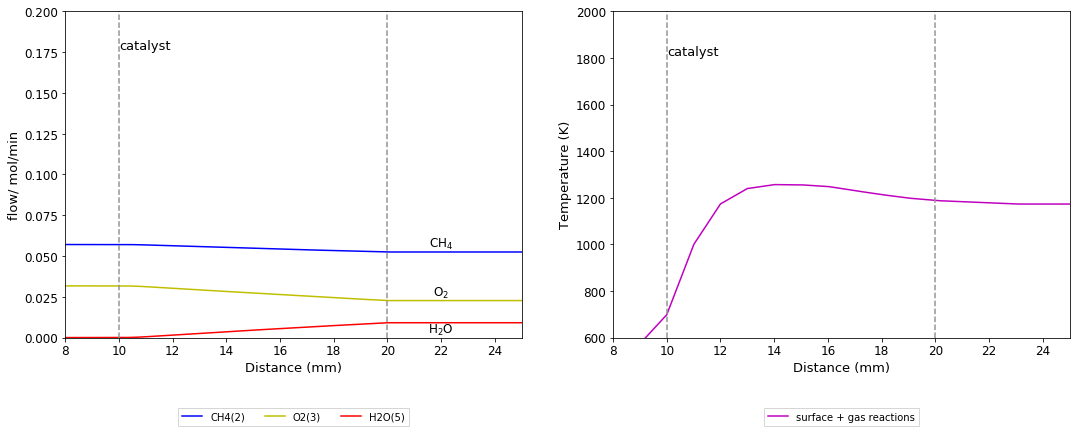 0.200
0.175
0.150
0.125
0.100
0.075
0.050
0.025
0.000
flow/ mol/min
catalyst
CH₄
O₂
H₂O
8 10 12 14 16 18 20 22 24
Distance (mm)
CH4(2) O2(3) H2O(5)
2000
1800
1600
1400
1200
1000
800
600
Temperature (K)
catalyst
8 10 12 14 16 18 20 22 24
Distance (mm)
surface + gas reactions